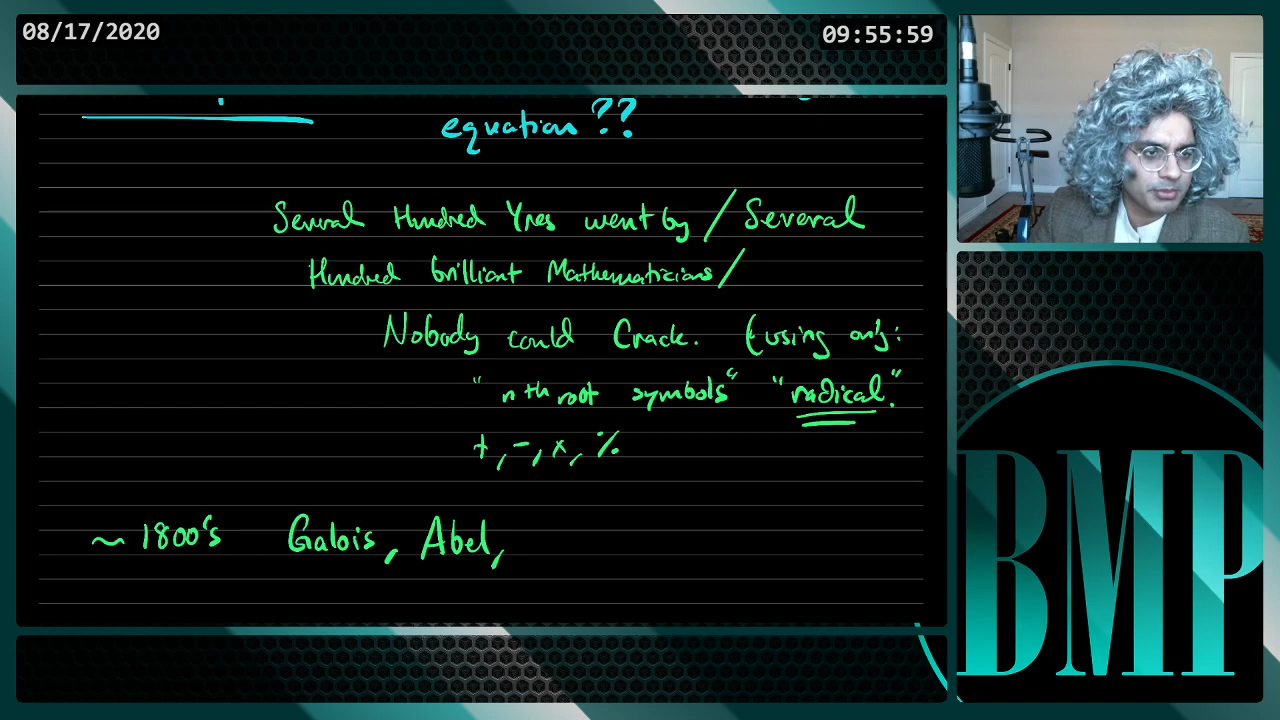 08/17/2020
09:55:59
equation ??
Several Hundred Yres went by / Several
Hundred brilliant Mathematicians /
Nobody could Crack. (using only:
"nth root symbols" "radical."
+, -, x, %
~ 1800's Galois, Abel,
BMP